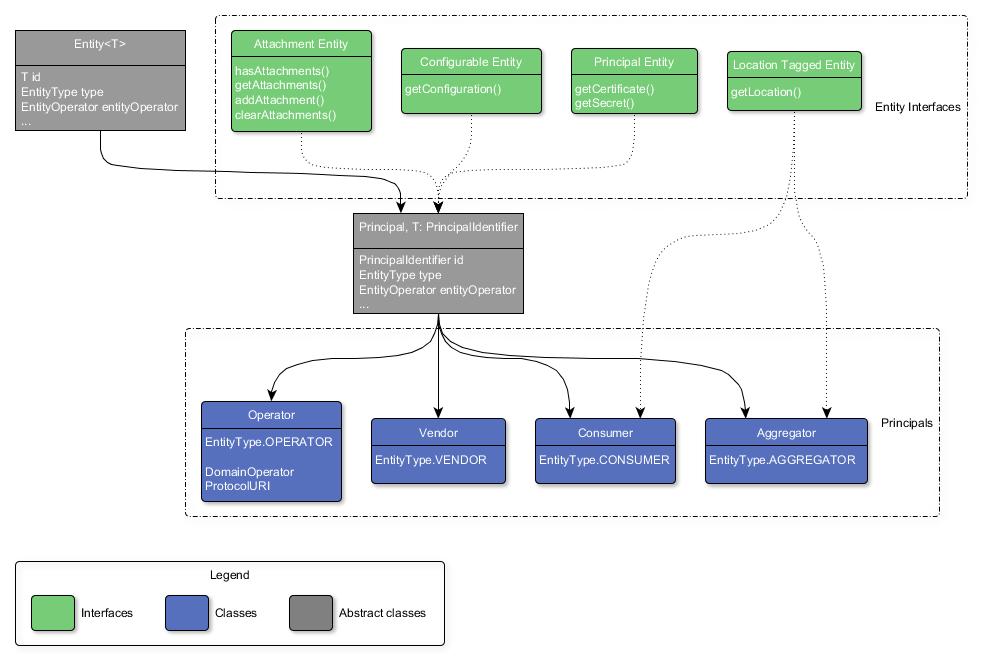 Entity<T>
T id
EntityType type
EntityOperator entityOperator
...
Attachment Entity
hasAttachments()
getAttachments()
addAttachment()
clearAttachments()
Configurable Entity
getConfiguration()
Principal Entity
getCertificate()
getSecret()
Location Tagged Entity
getLocation()
Entity Interfaces
Principal, T: PrincipalIdentifier
PrincipalIdentifier id
EntityType type
EntityOperator entityOperator
...
Operator
EntityType.OPERATOR
DomainOperator
ProtocolURI
Vendor
EntityType.VENDOR
Consumer
EntityType.CONSUMER
Aggregator
EntityType.AGGREGATOR
Principals
Legend
Interfaces
Classes
Abstract classes